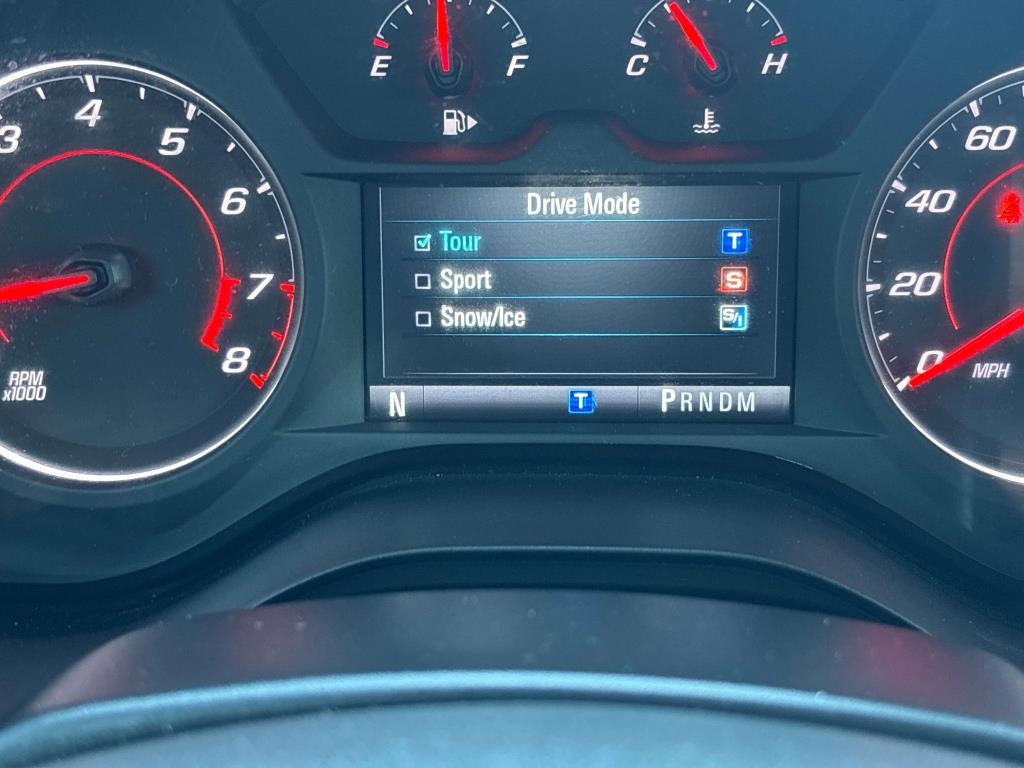 E F
C H
3 4 5 6 7 8
RPM
x1000
Drive Mode
Tour T
Sport S
Snow/Ice S/I
N T PRNDM
60
40
20
0
MPH